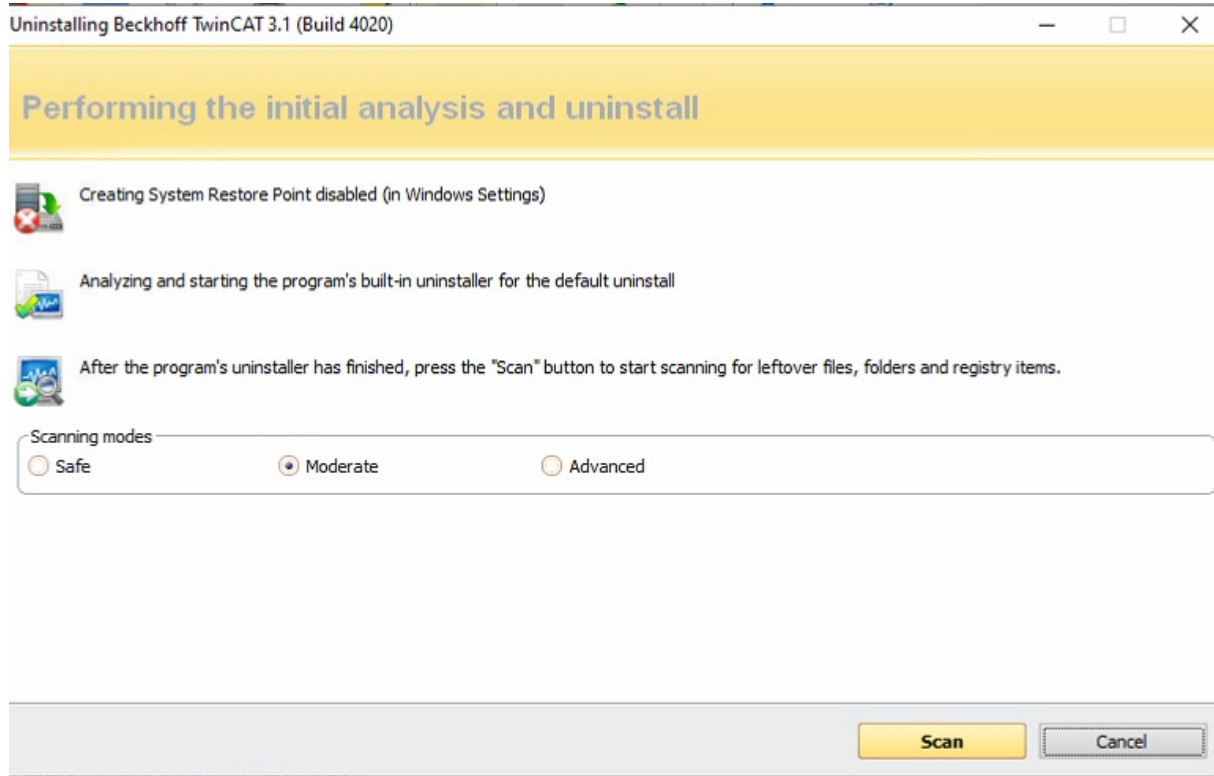 Uninstalling Beckhoff TwinCAT 3.1 (Build 4020)
Performing the initial analysis and uninstall
Creating System Restore Point disabled (in Windows Settings)
Analyzing and starting the program's built-in uninstaller for the default uninstall
After the program's uninstaller has finished, press the "Scan" button to start scanning for leftover files, folders and registry items.
Scanning modes
Safe Moderate Advanced
Scan Cancel